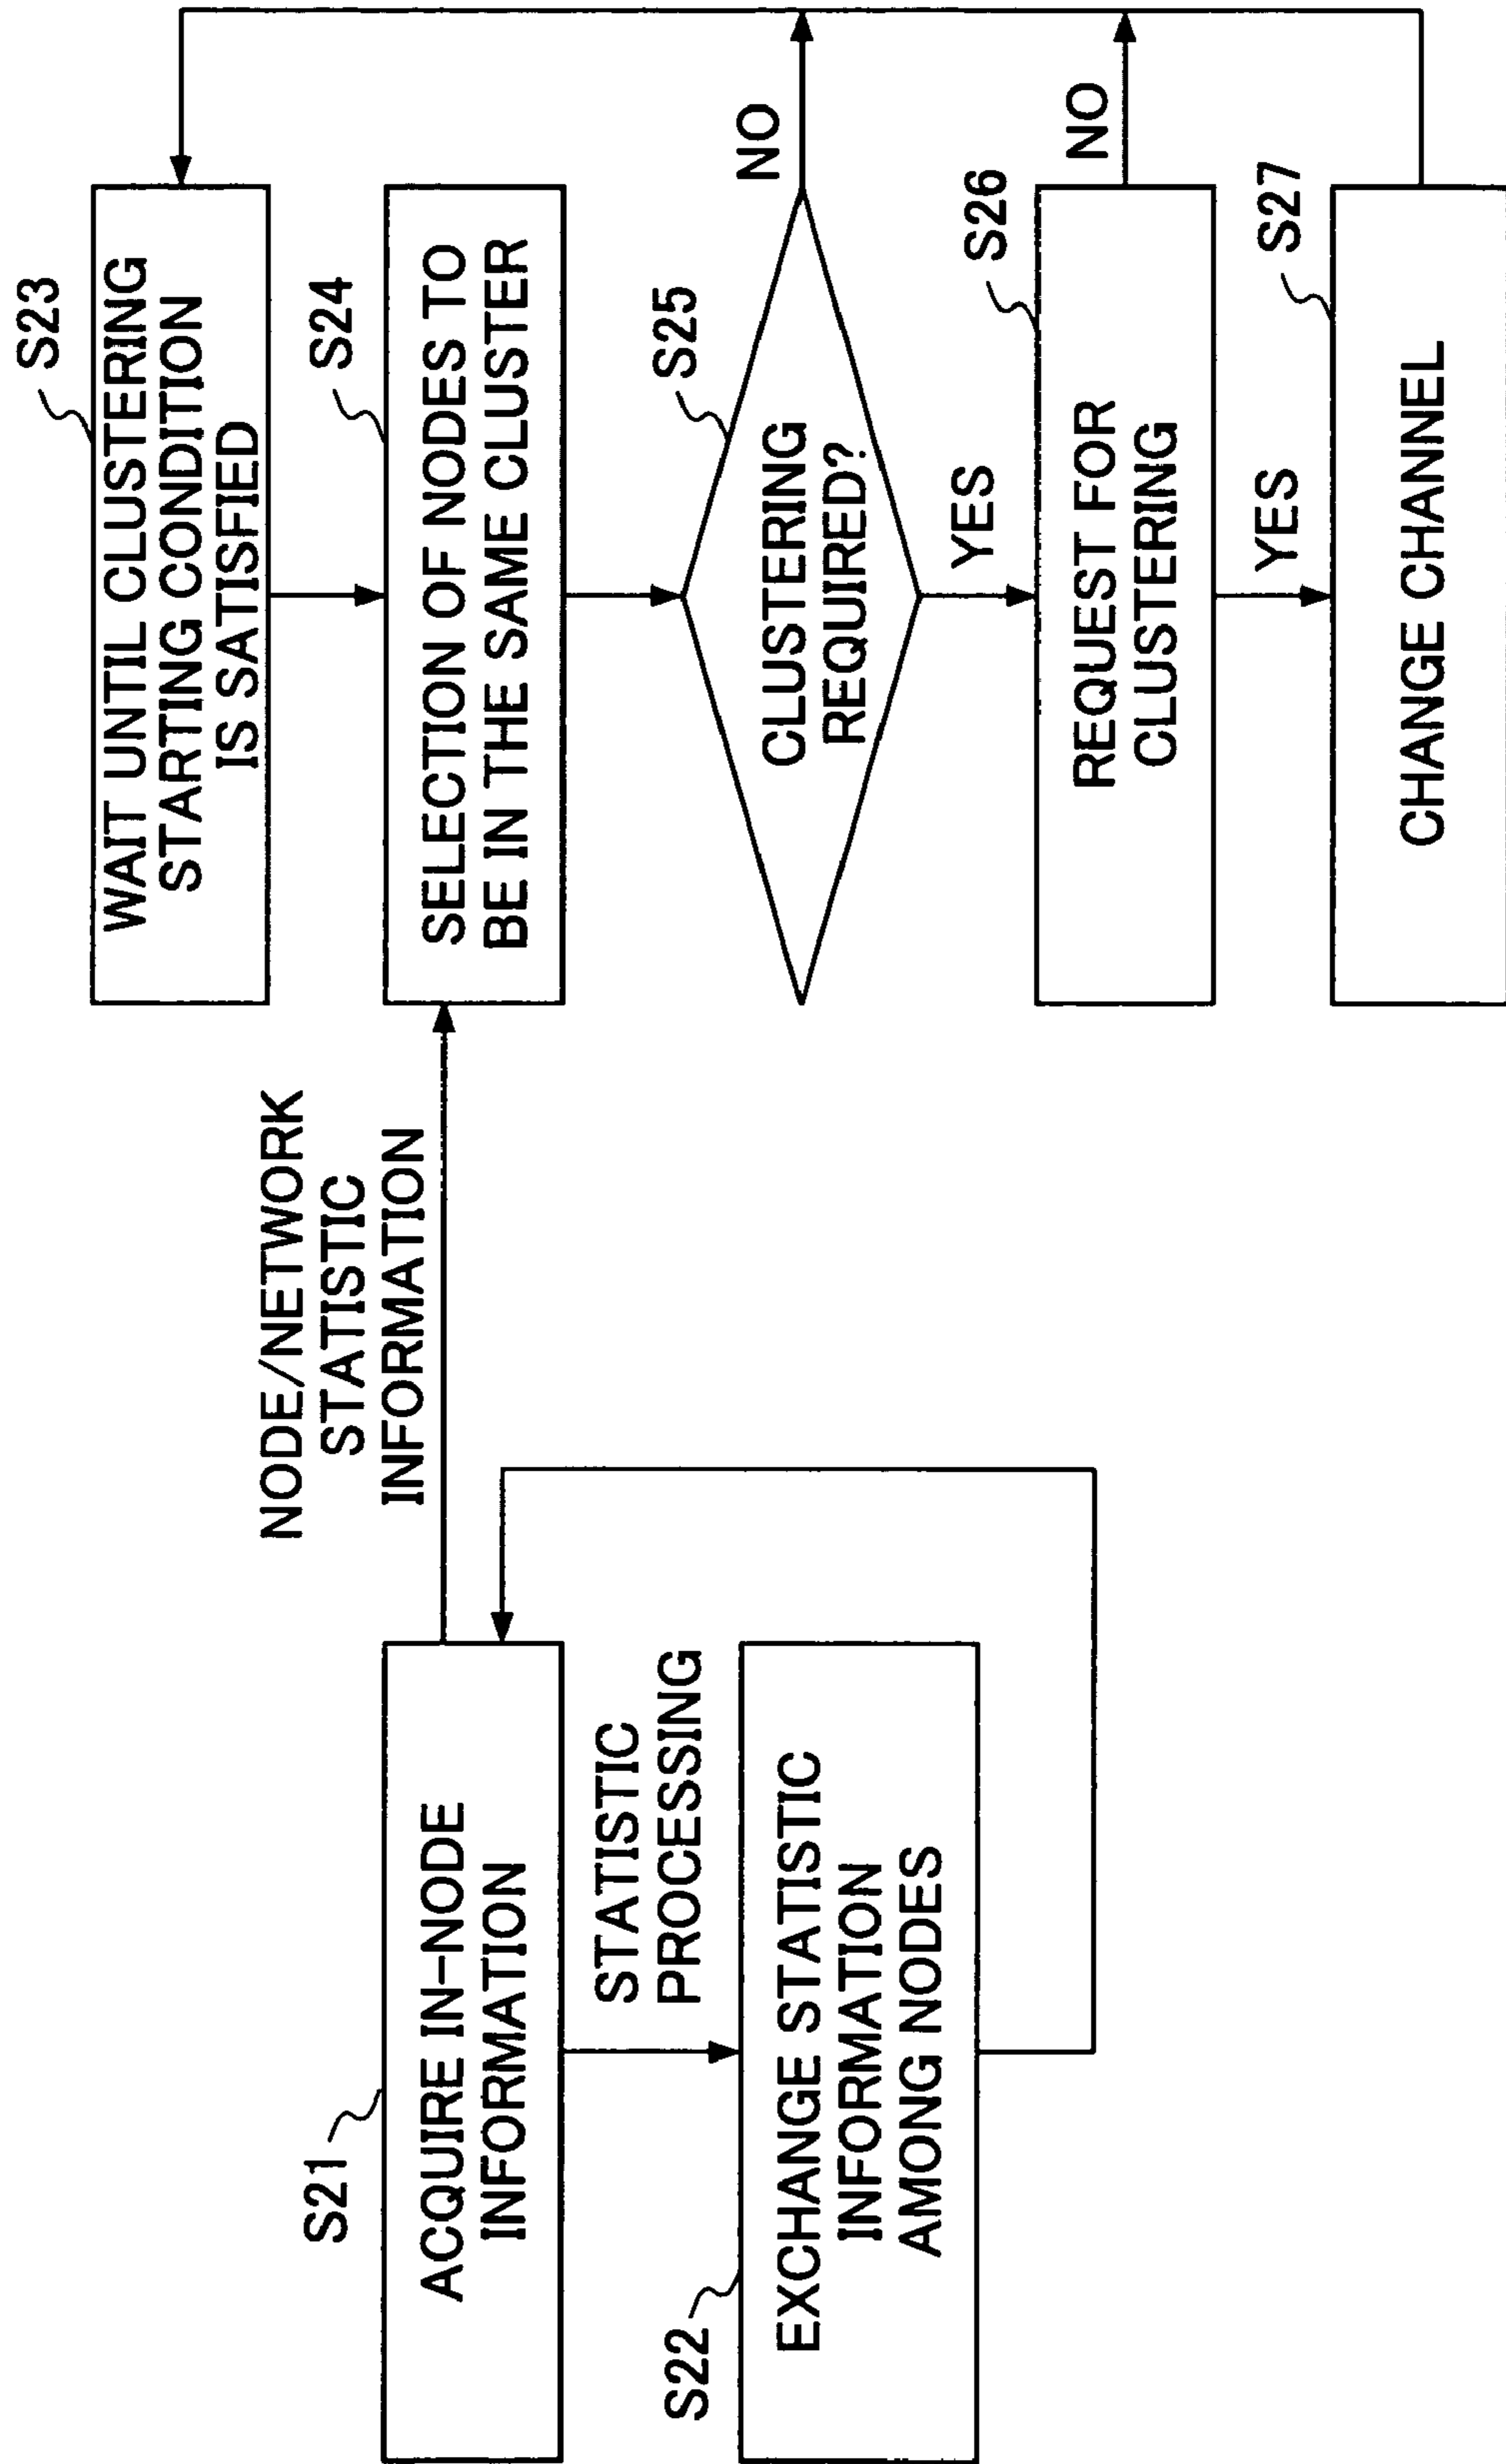 S21
ACQUIRE IN-NODE
INFORMATION
STATISTIC
PROCESSING
S22
EXCHANGE STATISTIC
INFORMATION
AMONG NODES
NODE/NETWORK
STATISTIC
INFORMATION
S23
WAIT UNTIL CLUSTERING
STARTING CONDITION
IS SATISFIED
S24
SELECTION OF NODES TO
BE IN THE SAME CLUSTER
S25
CLUSTERING
REQUIRED?
NO
YES
S26
REQUEST FOR
CLUSTERING
NO
YES
S27
CHANGE CHANNEL